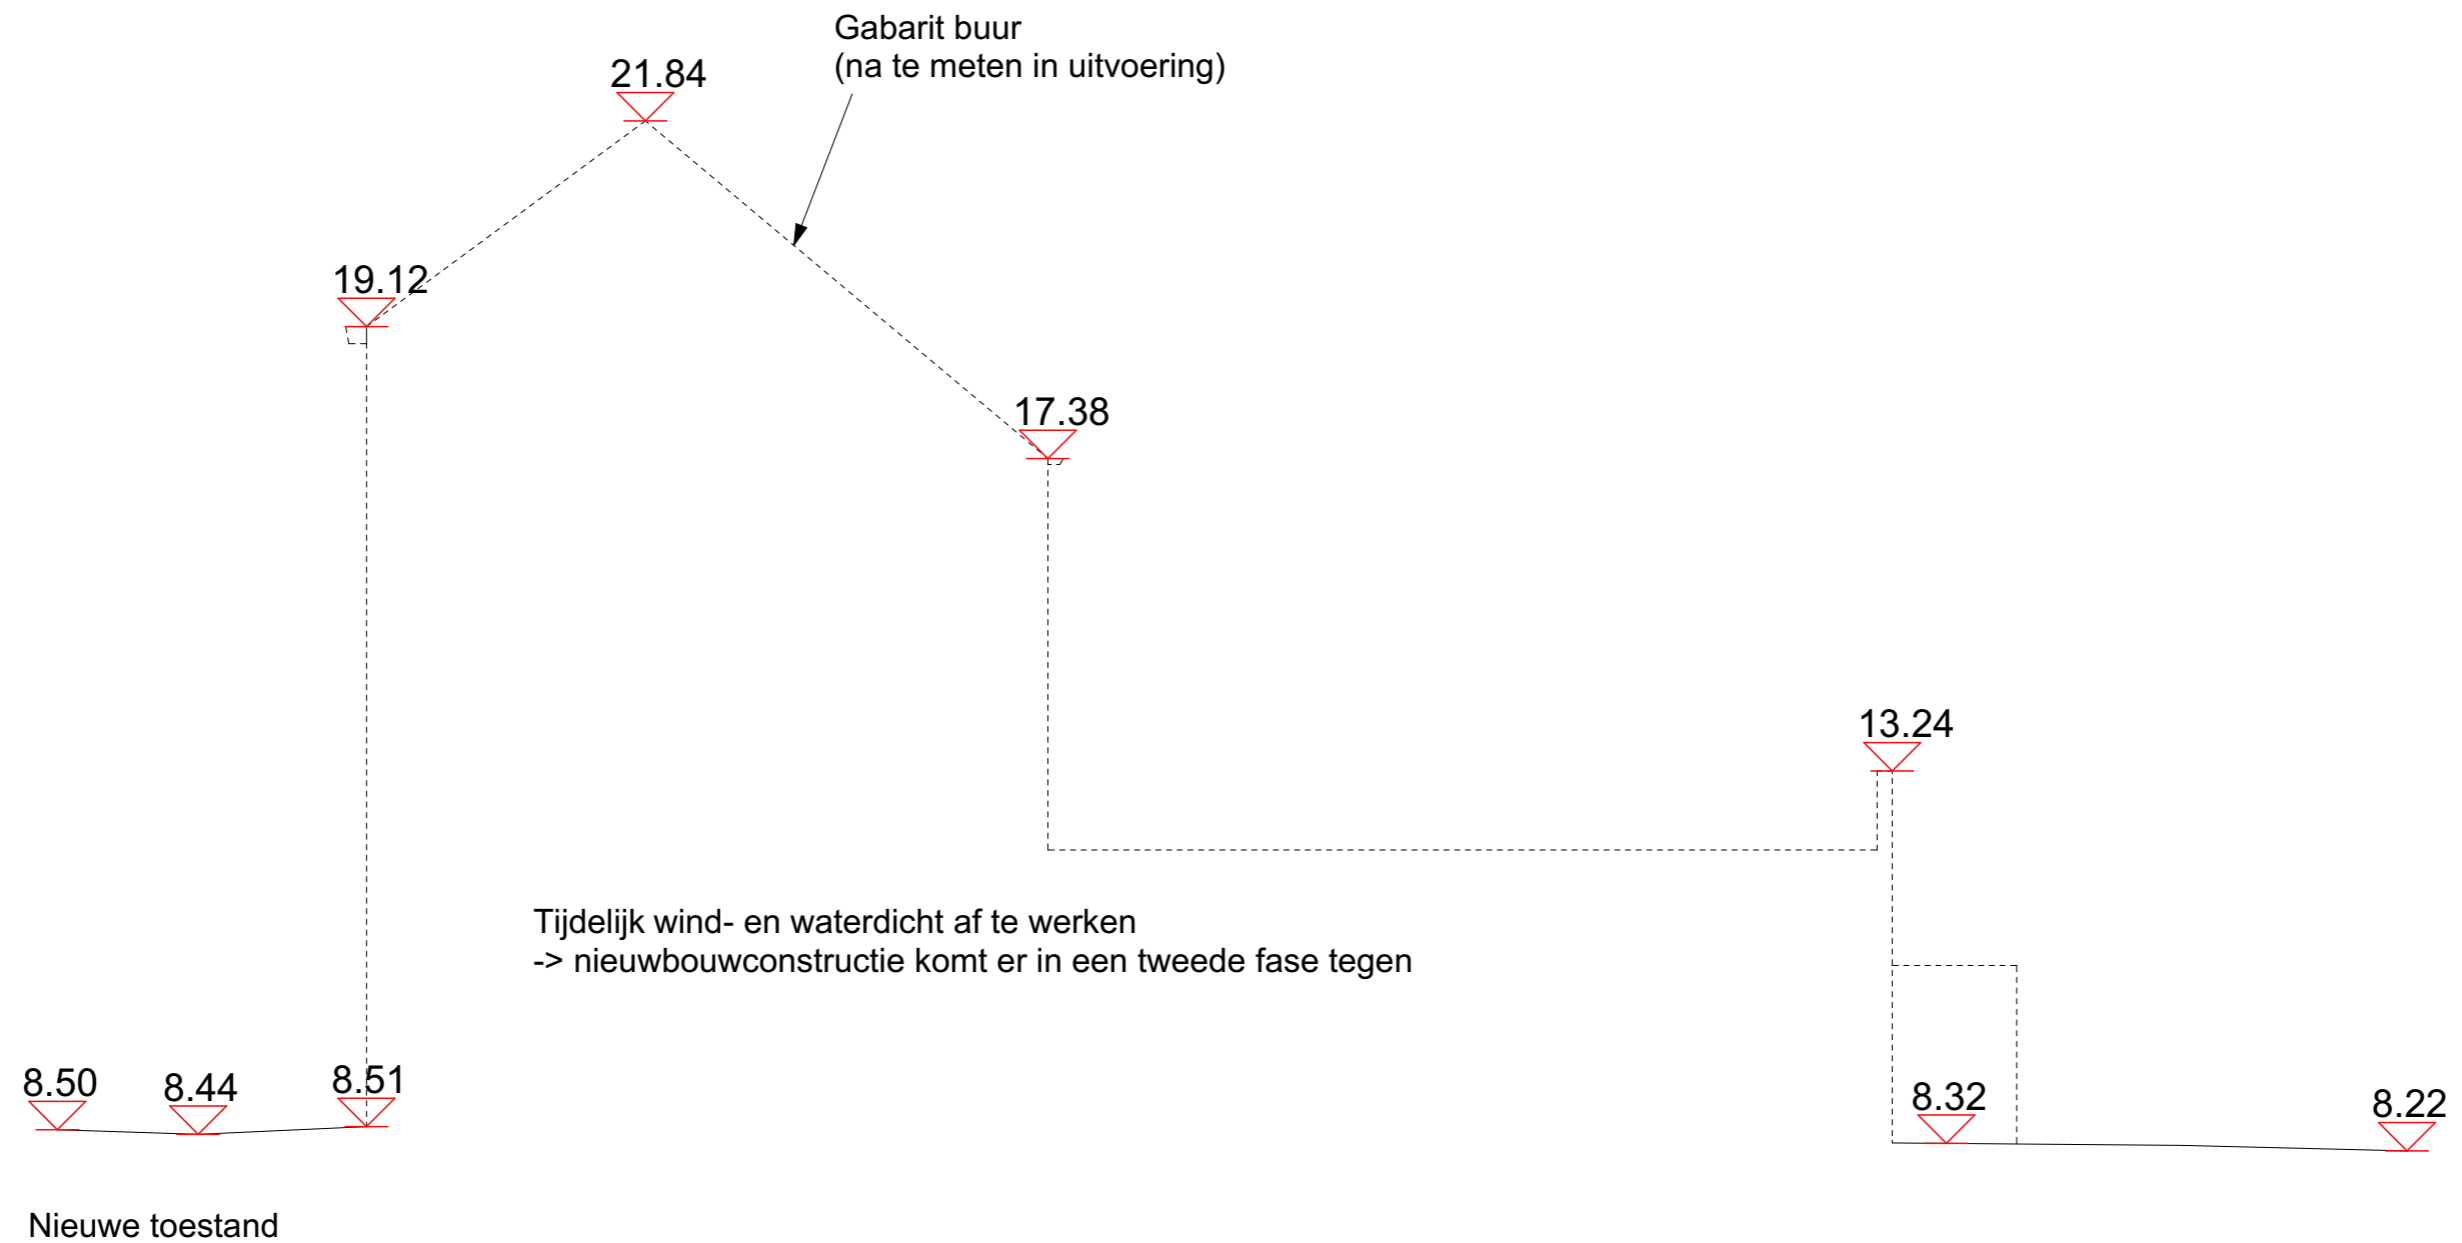 Gabarit buur
(na te meten in uitvoering)
21.84
19.12
17.38
13.24
Tijdelijk wind- en waterdicht af te werken
-> nieuwbouwconstructie komt er in een tweede fase tegen
8.50
8.44
8.51
8.32
8.22
Nieuwe toestand